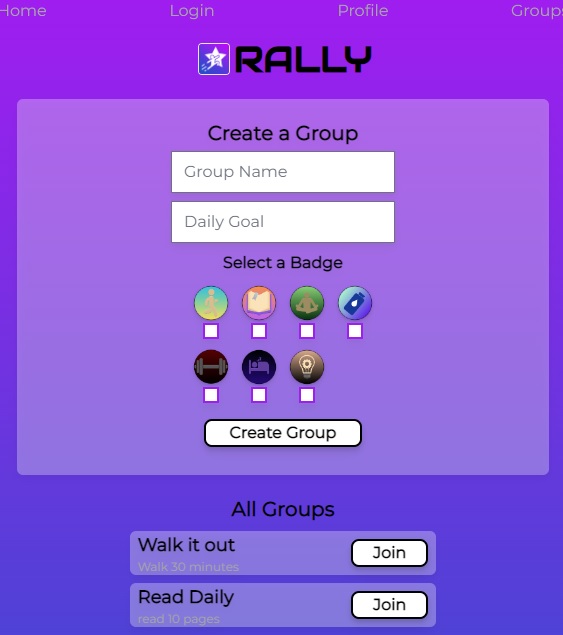 Home Login Profile Groups
RALLY
Create a Group
Group Name
Daily Goal
Select a Badge
Create Group
All Groups
Walk it out
Walk 30 minutes
Join
Read Daily
read 10 pages
Join